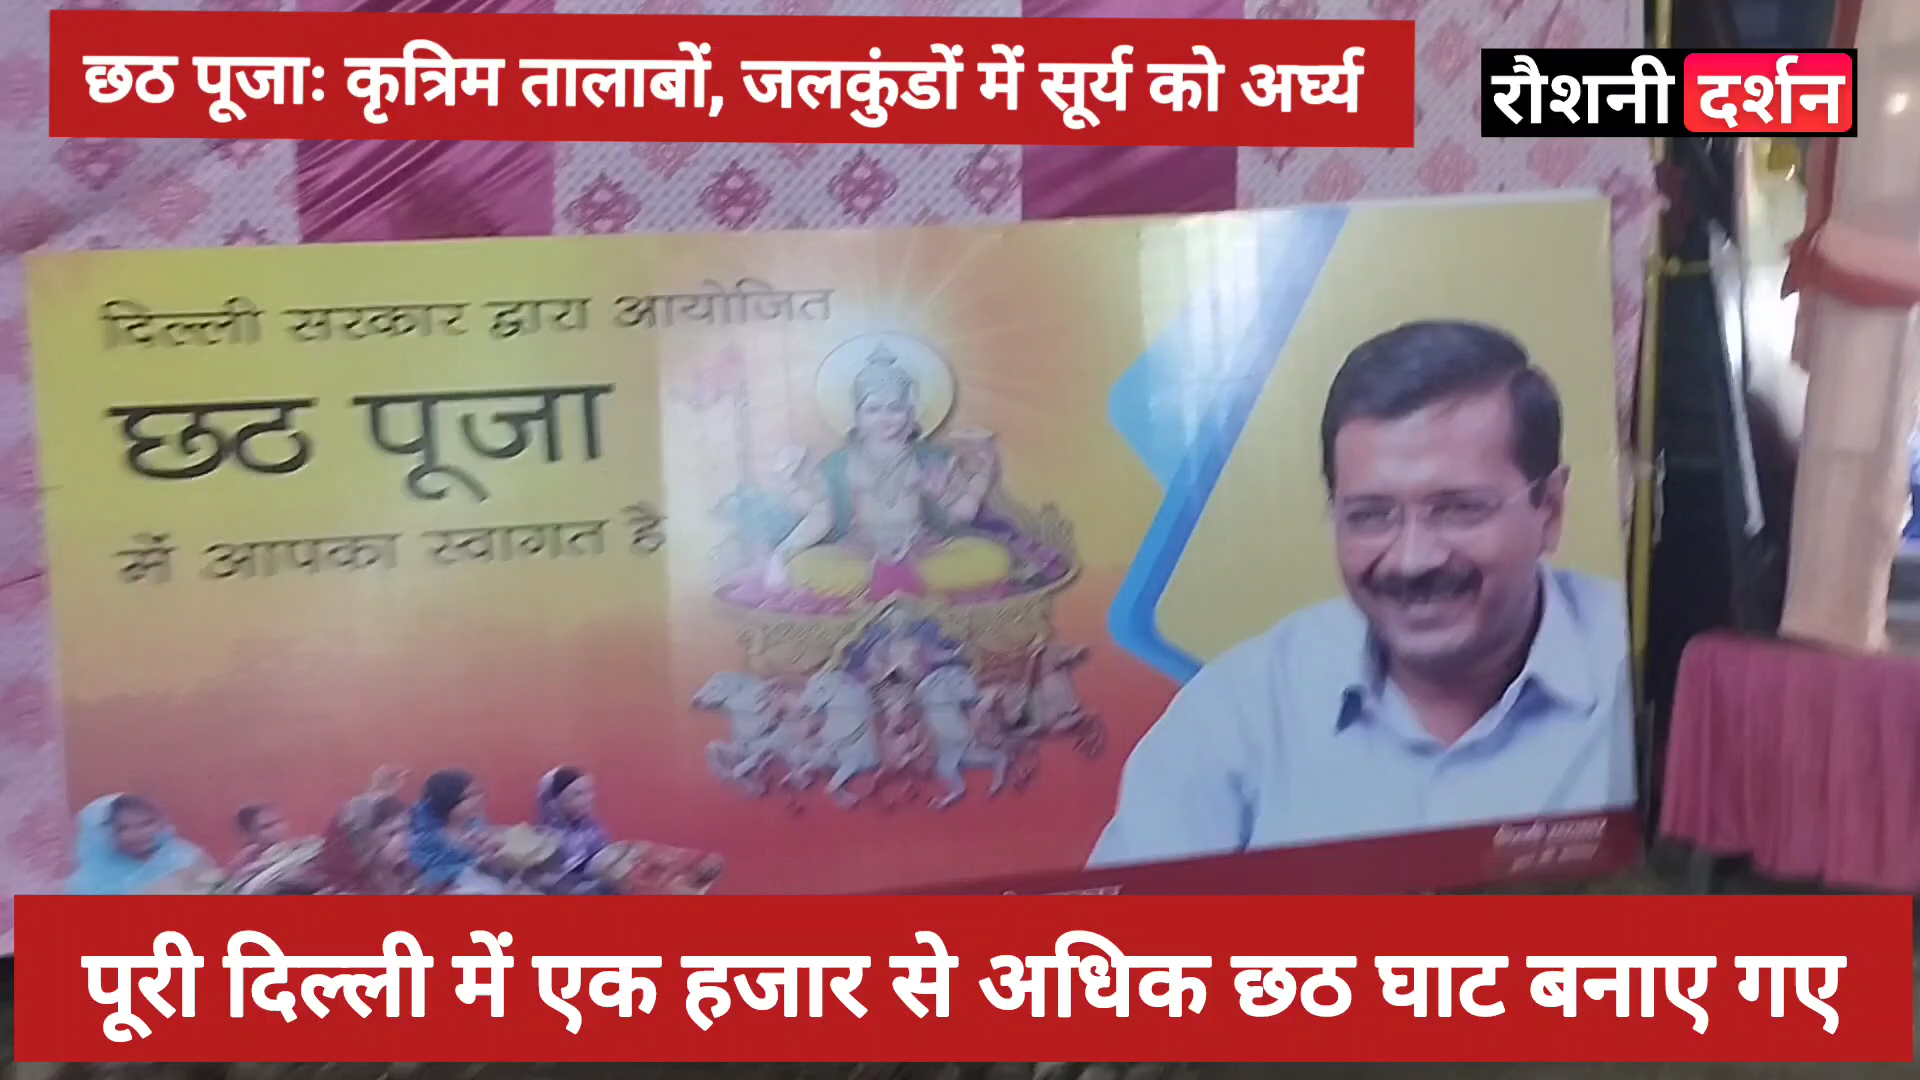 छठ पूजाः कृत्रिम तालाबों, जलकुंडों में सूर्य को अर्घ्य
रौशनी दर्शन
दिल्ली सरकार द्वारा आयोजित
छठ पूजा
में आपका स्वागत है
पूरी दिल्ली में एक हजार से अधिक छठ घाट बनाए गए